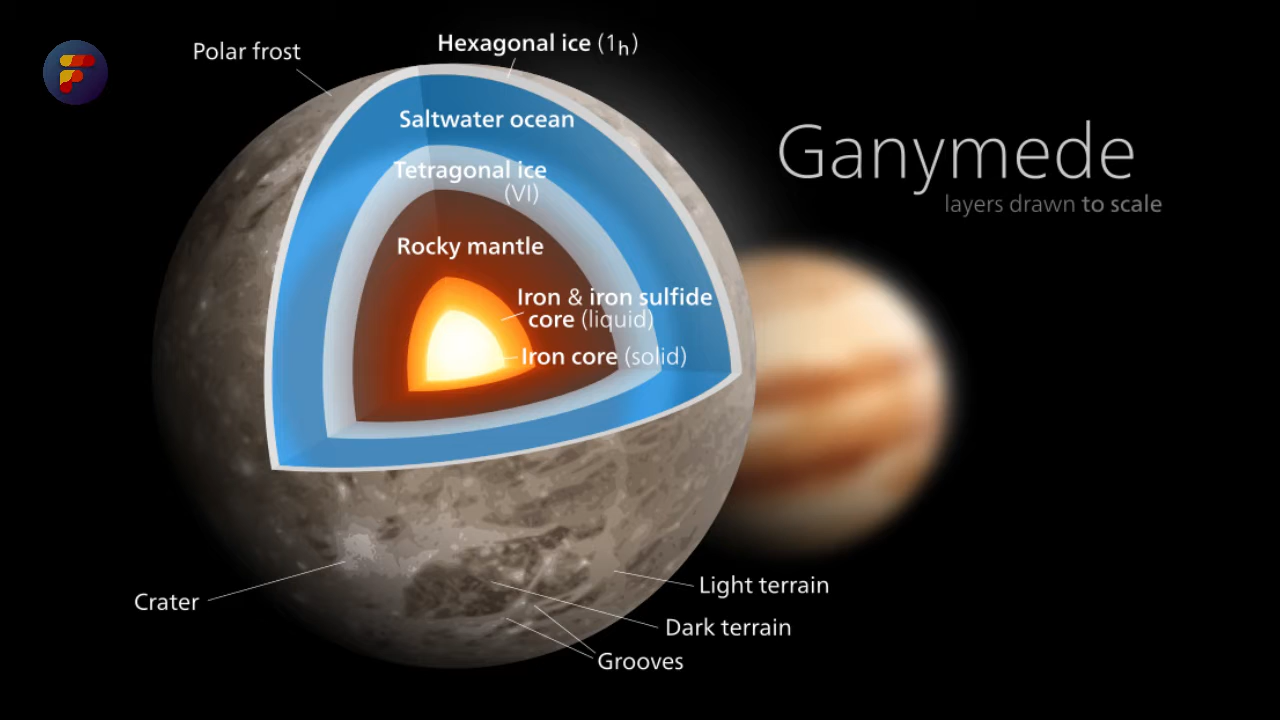 Polar frost
Hexagonal ice (1h)
Saltwater ocean
Ganymede
Tetragonal ice
(VI)
layers drawn to scale
Rocky mantle
Iron & iron sulfide
core (liquid)
Iron core (solid)
Light terrain
Crater
Dark terrain
Grooves